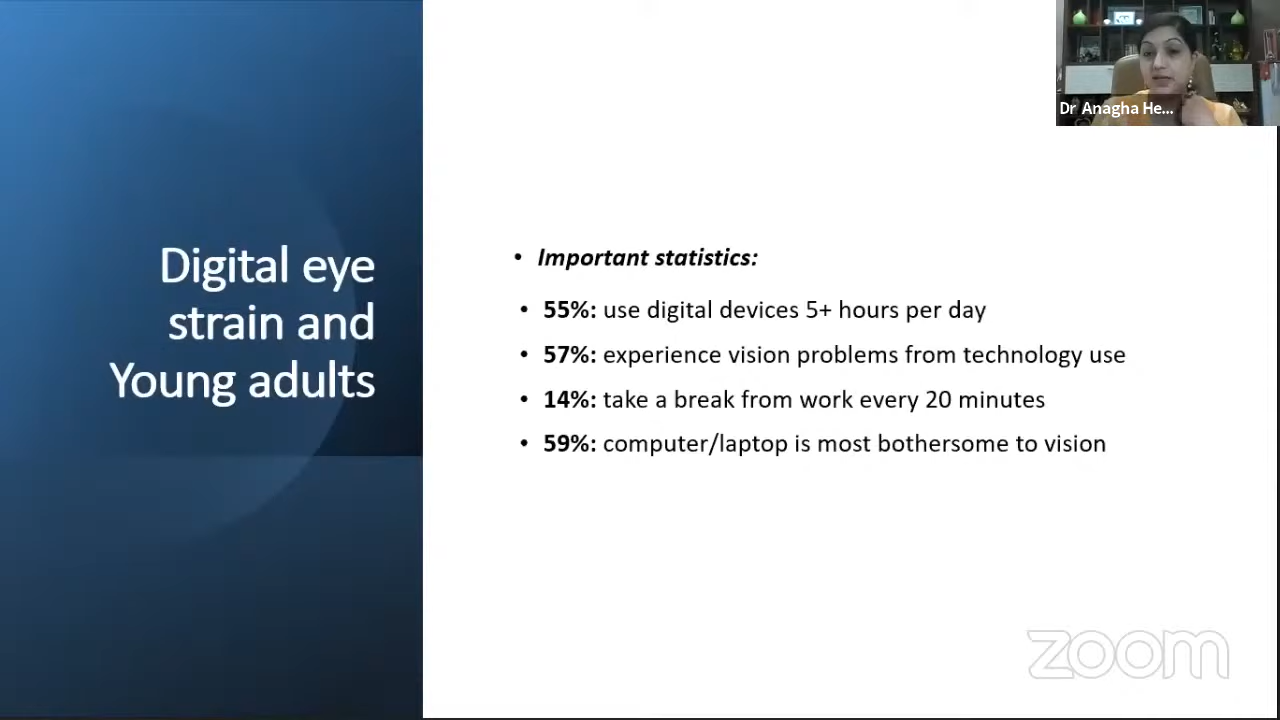 Dr Anagha He...
Digital eye
strain and
Young adults
• Important statistics:
• 55%: use digital devices 5+ hours per day
• 57%: experience vision problems from technology use
• 14%: take a break from work every 20 minutes
• 59%: computer/laptop is most bothersome to vision
zoom